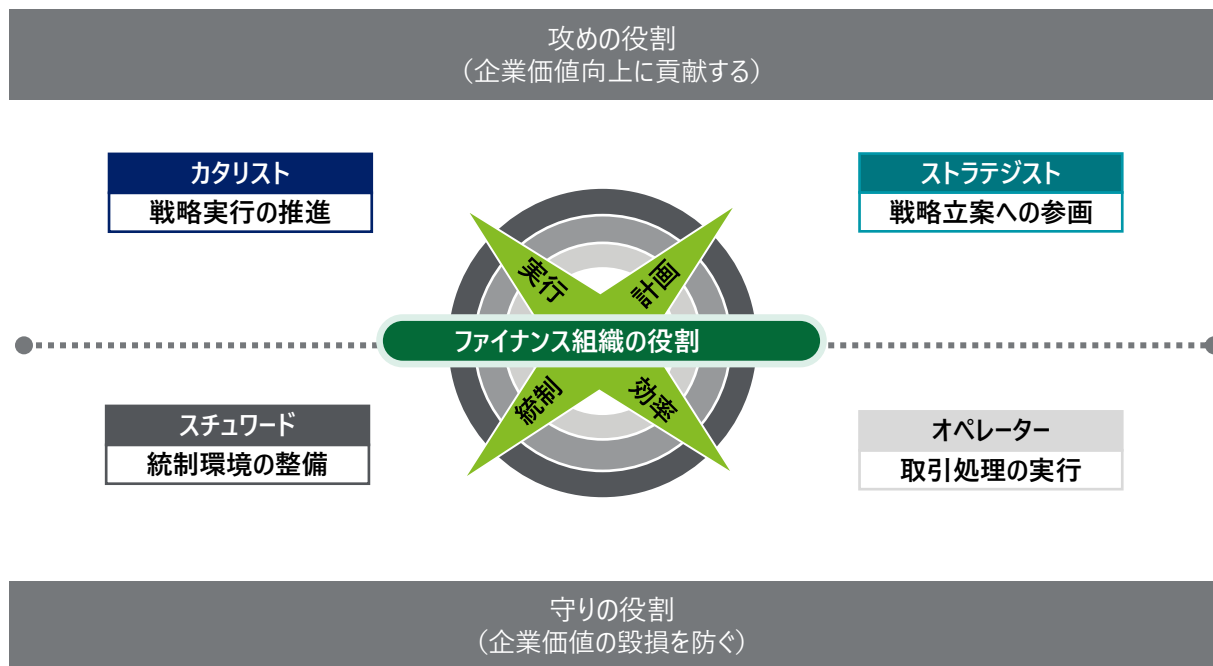 攻めの役割
（企業価値向上に貢献する）
カタリスト
戦略実行の推進
ストラテジスト
戦略立案への参画
実行
計画
ファイナンス組織の役割
統制
効率
スチュワード
統制環境の整備
オペレーター
取引処理の実行
守りの役割
（企業価値の毀損を防ぐ）